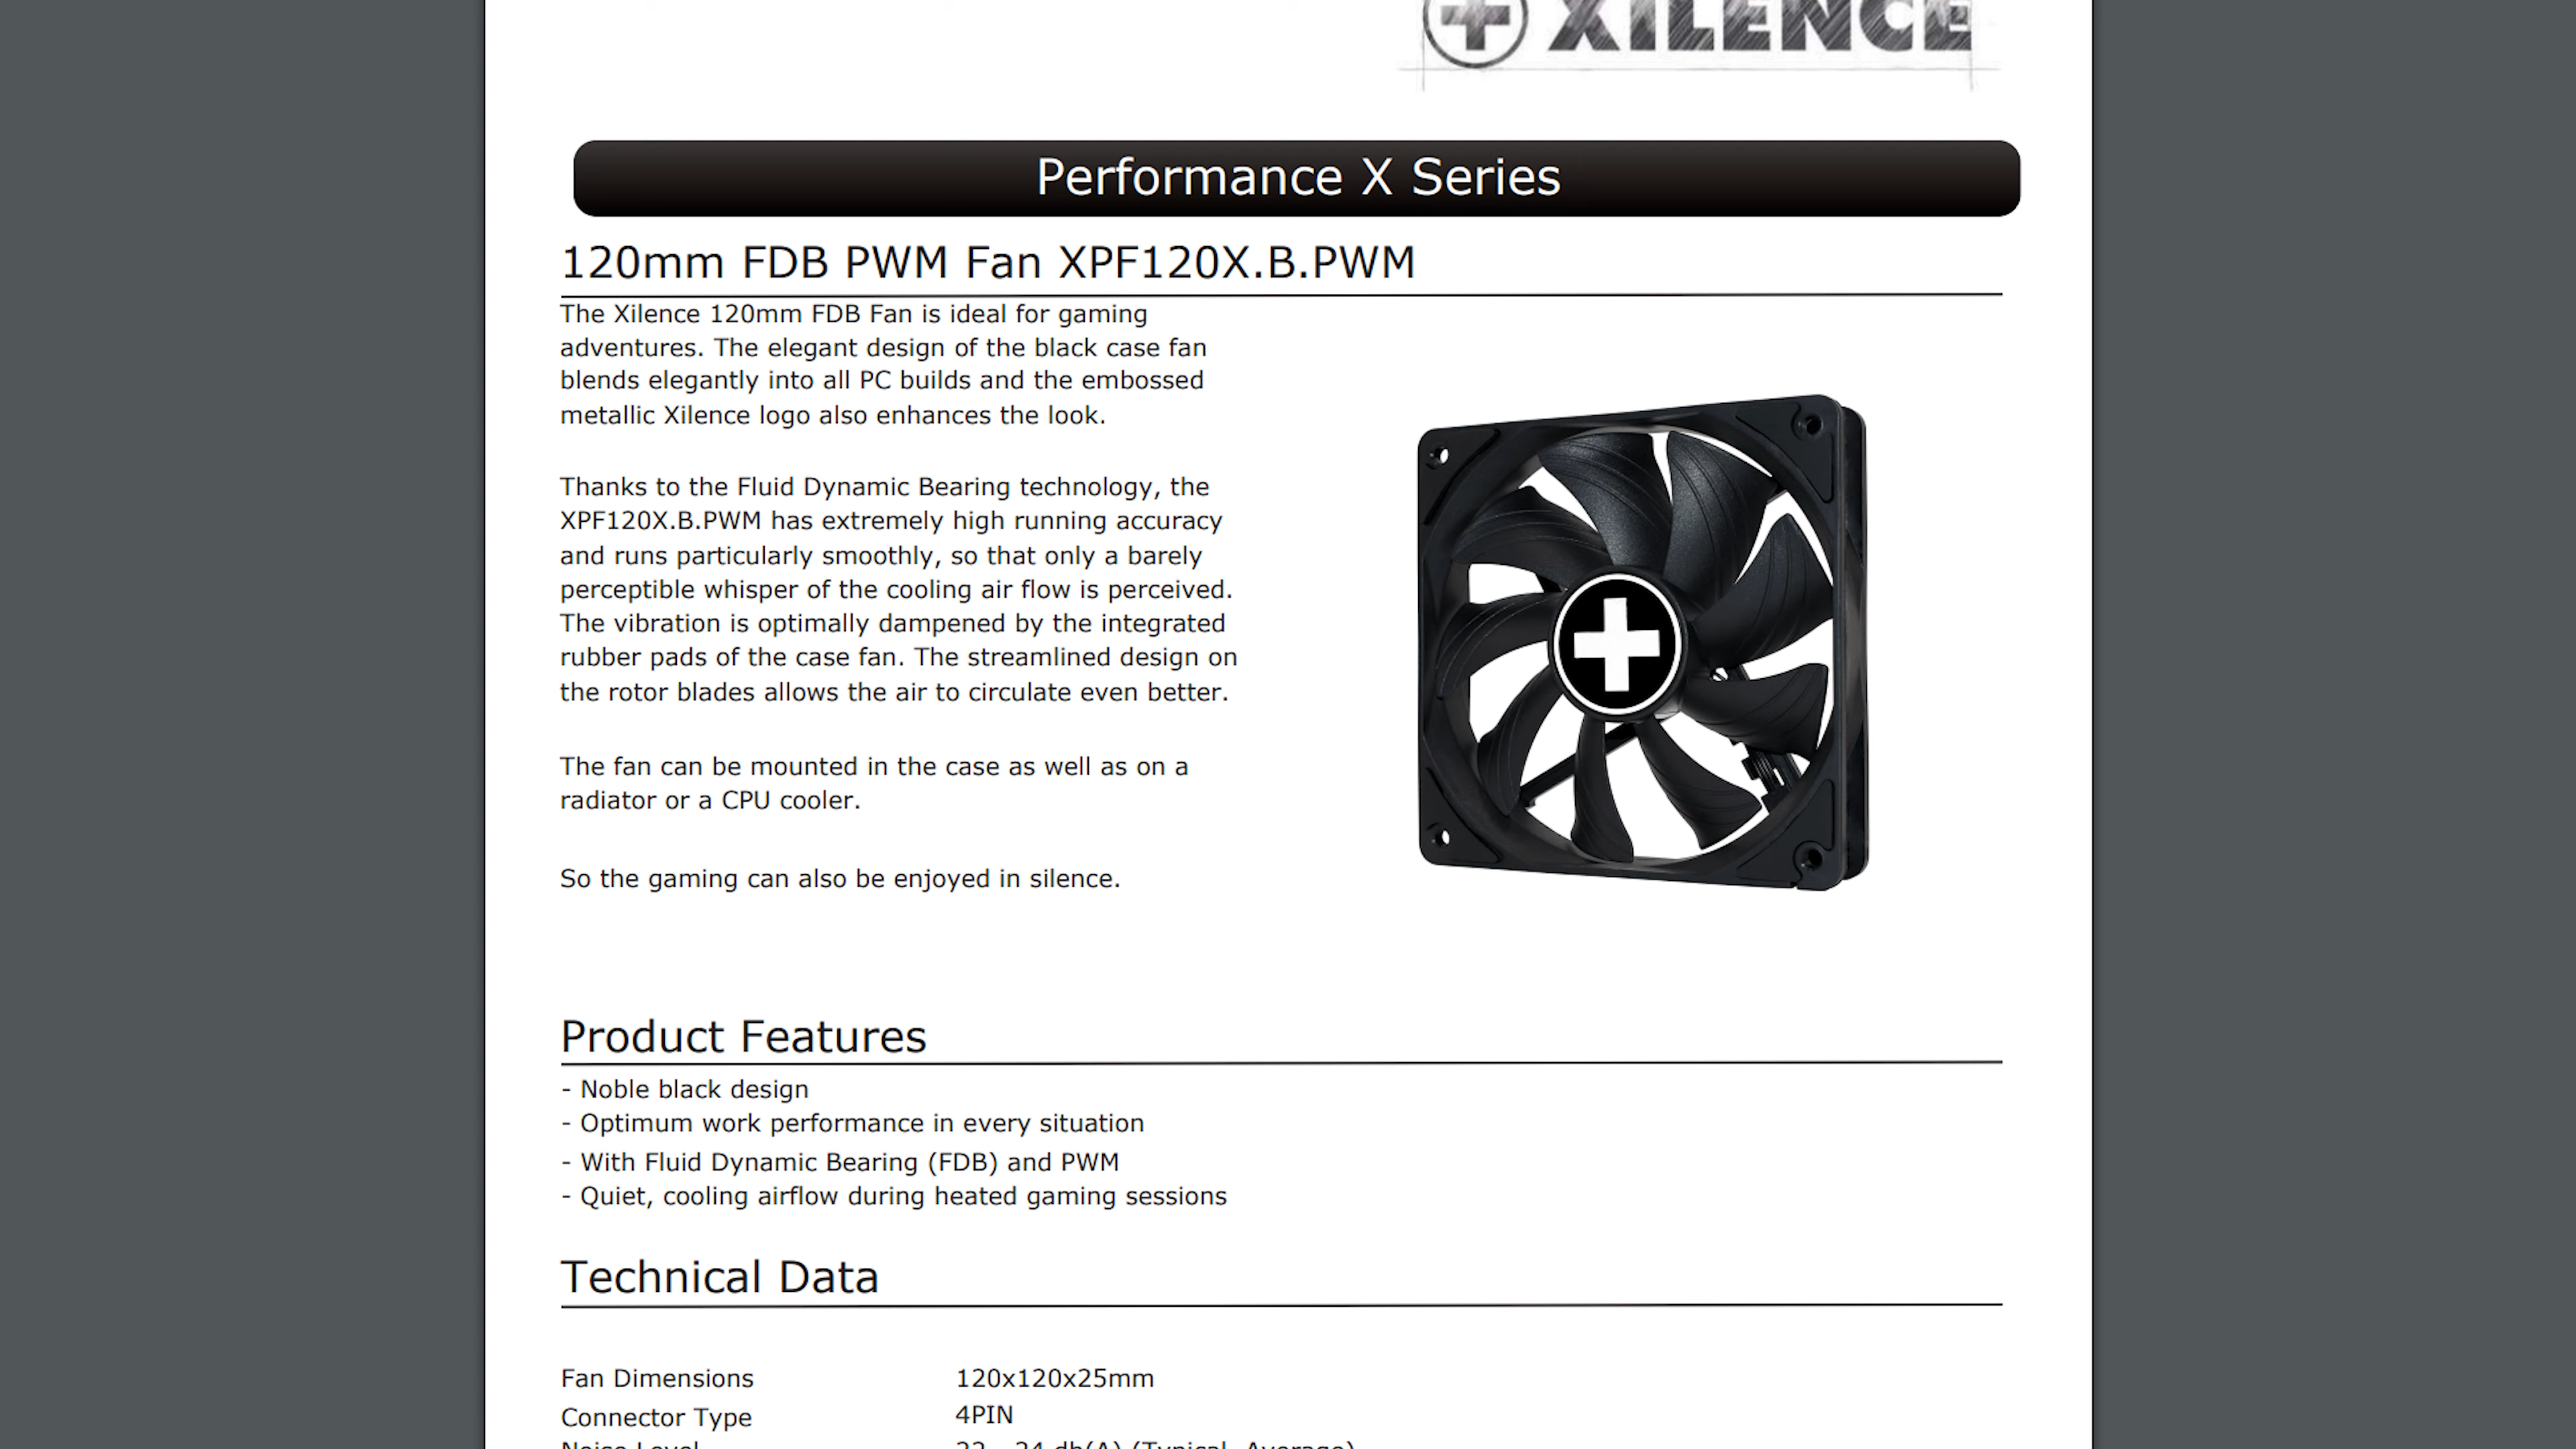 XILENCE
Performance X Series
120mm FDB PWM Fan XPF120X.B.PWM
The Xilence 120mm FDB Fan is ideal for gaming
adventures. The elegant design of the black case fan
blends elegantly into all PC builds and the embossed
metallic Xilence logo also enhances the look.
Thanks to the Fluid Dynamic Bearing technology, the
XPF120X.B.PWM has extremely high running accuracy
and runs particularly smoothly, so that only a barely
perceptible whisper of the cooling air flow is perceived.
The vibration is optimally dampened by the integrated
rubber pads of the case fan. The streamlined design on
the rotor blades allows the air to circulate even better.
The fan can be mounted in the case as well as on a
radiator or a CPU cooler.
So the gaming can also be enjoyed in silence.
Product Features
- Noble black design
- Optimum work performance in every situation
- With Fluid Dynamic Bearing (FDB) and PWM
- Quiet, cooling airflow during heated gaming sessions
Technical Data
Fan Dimensions 120x120x25mm
Connector Type 4PIN
Noise Level (Typical, Average)